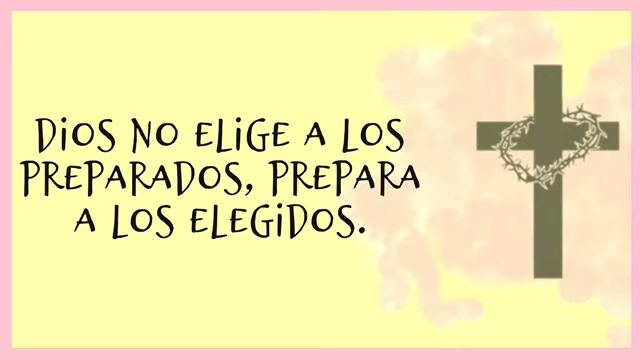 DiOS NO ELiGE A LOS
PREPARADOS, PREPARA
A LOS ELEGiDOS.